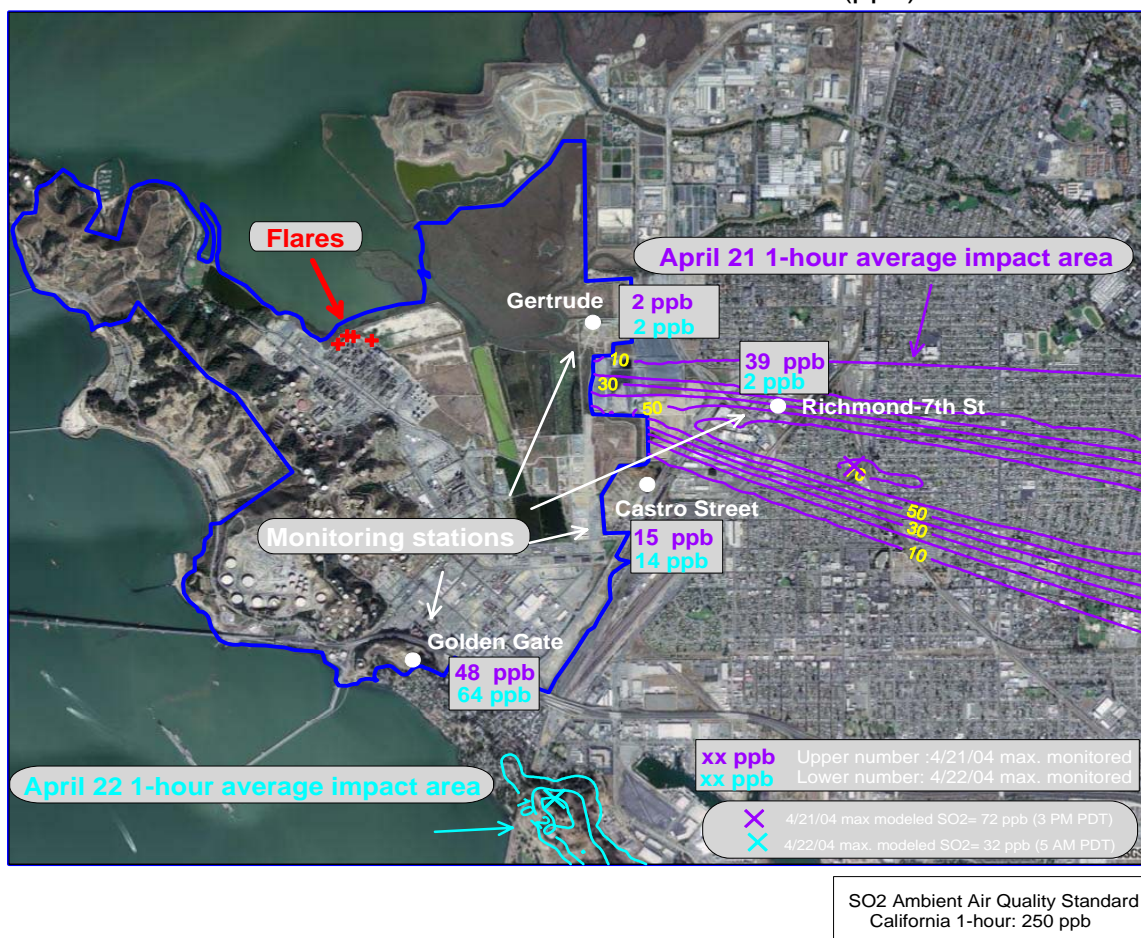 Flares
April 21 1-hour average impact area
Gertrude
2 ppb
2 ppb
10
30
50
39 ppb
2 ppb
Richmond-7th St
70
Castro Street
15 ppb
14 ppb
50
30
10
Monitoring stations
Golden Gate
48 ppb
64 ppb
April 22 1-hour average impact area
xx ppb Upper number :4/21/04 max. monitored
xx ppb Lower number: 4/22/04 max. monitored
4/21/04 max modeled SO2= 72 ppb (3 PM PDT)
4/22/04 max. modeled SO2= 32 ppb (5 AM PDT)
SO2 Ambient Air Quality Standard
California 1-hour: 250 ppb